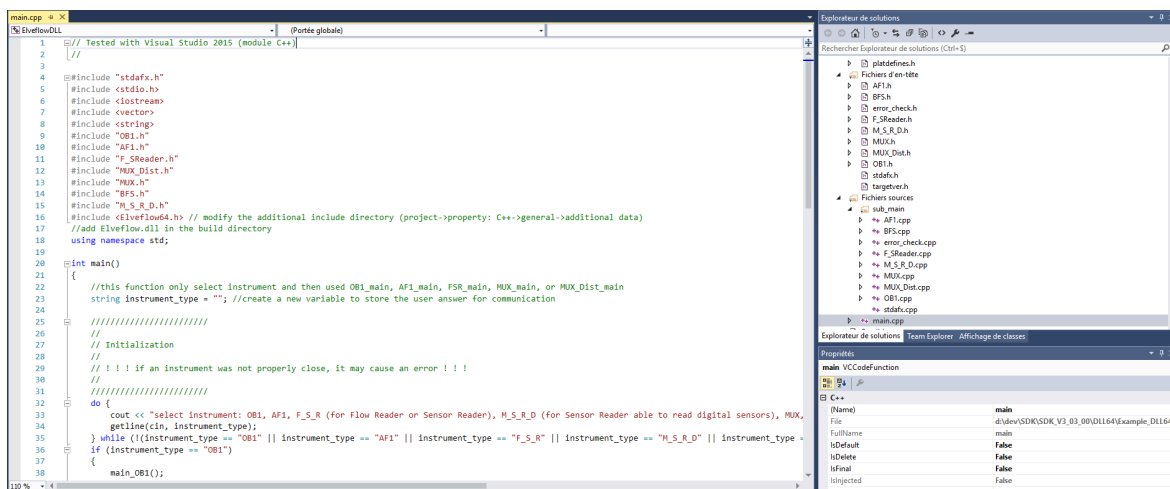 main.cpp
ElveflowDLL
(Portée globale)
1 // Tested with Visual Studio 2015 (module C++)
2 //
3
4 #include "stdafx.h"
5 #include <stdio.h>
6 #include <iostream>
7 #include <vector>
8 #include <string>
9 #include "OB1.h"
10 #include "AF1.h"
11 #include "F_SReader.h"
12 #include "MUX_Dist.h"
13 #include "MUX.h"
14 #include "BFS.h"
15 #include "M_S_R_D.h"
16 #include <Elveflow64.h> // modify the additional include directory (project->property: C++->general->additional data)
17 //add Elveflow.dll in the build directory
18 using namespace std;
19
20 int main()
21 {
22 //this function only select instrument and then used OB1_main, AF1_main, FSR_main, MUX_main, or MUX_Dist_main
23 string instrument_type = ""; //create a new variable to store the user answer for communication
24
25 ////////////////////////
26 //
27 // Initialization
28 //
29 // ! ! ! if an instrument was not properly close, it may cause an error ! ! !
30 //
31 ////////////////////////
32 do {
33 cout << "select instrument: OB1, AF1, F_S_R (for Flow Reader or Sensor Reader), M_S_R_D (for Sensor Reader able to read digital sensors), MUX,
34 getline(cin, instrument_type);
35 } while (!(instrument_type == "OB1" || instrument_type == "AF1" || instrument_type == "F_S_R" || instrument_type == "M_S_R_D" || instrument_type =
36 if (instrument_type == "OB1")
37 {
38 main_OB1();
110 %
Explorateur de solutions
Rechercher Explorateur de solutions (Ctrl+$)
platdefines.h
Fichiers d'en-tête
AF1.h
BFS.h
error_check.h
F_SReader.h
M_S_R_D.h
MUX.h
MUX_Dist.h
OB1.h
stdafx.h
targetver.h
Fichiers sources
sub_main
AF1.cpp
BFS.cpp
error_check.cpp
F_SReader.cpp
M_S_R_D.cpp
MUX.cpp
MUX_Dist.cpp
OB1.cpp
stdafx.cpp
main.cpp
Explorateur de solutions Team Explorer Affichage de classes
Propriétés
main VCCodeFunction
C++
(Name) main
File d:\dev\SDK\SDK_V3_03_00\DLL64\Example_DLL64
FullName main
IsDefault False
IsDelete False
IsFinal False
IsInjected False